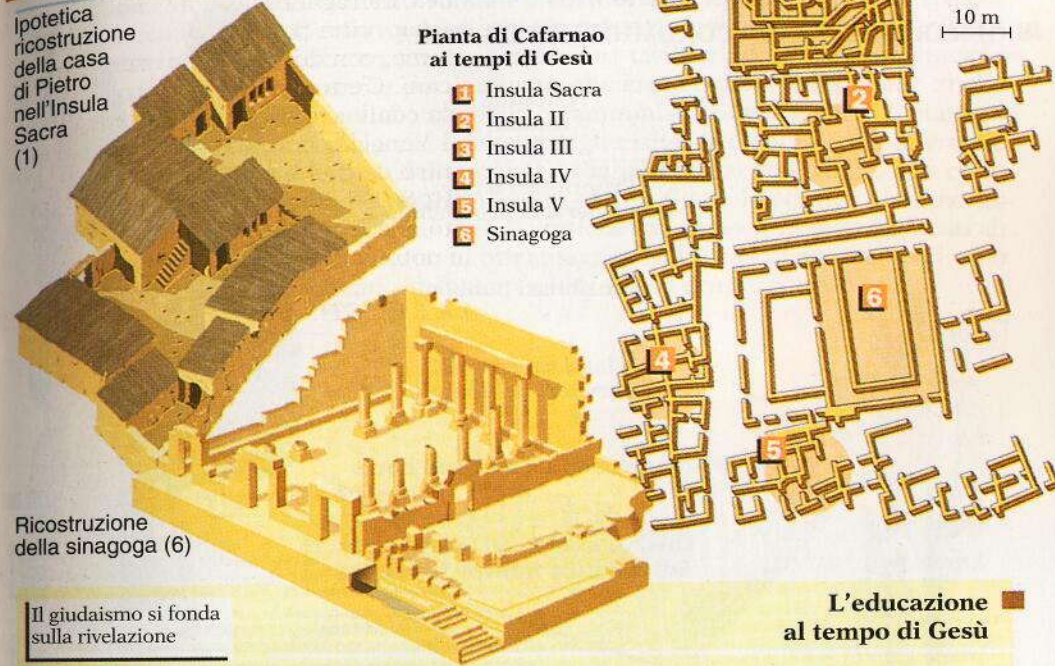 Ipotetica
ricostruzione
della casa
di Pietro
nell'Insula
Sacra
(1)
Pianta di Cafarnao
ai tempi di Gesù
1 Insula Sacra
2 Insula II
3 Insula III
4 Insula IV
5 Insula V
6 Sinagoga
10 m
2
6
4
5
Ricostruzione
della sinagoga (6)
Il giudaismo si fonda
sulla rivelazione
L'educazione
al tempo di Gesù